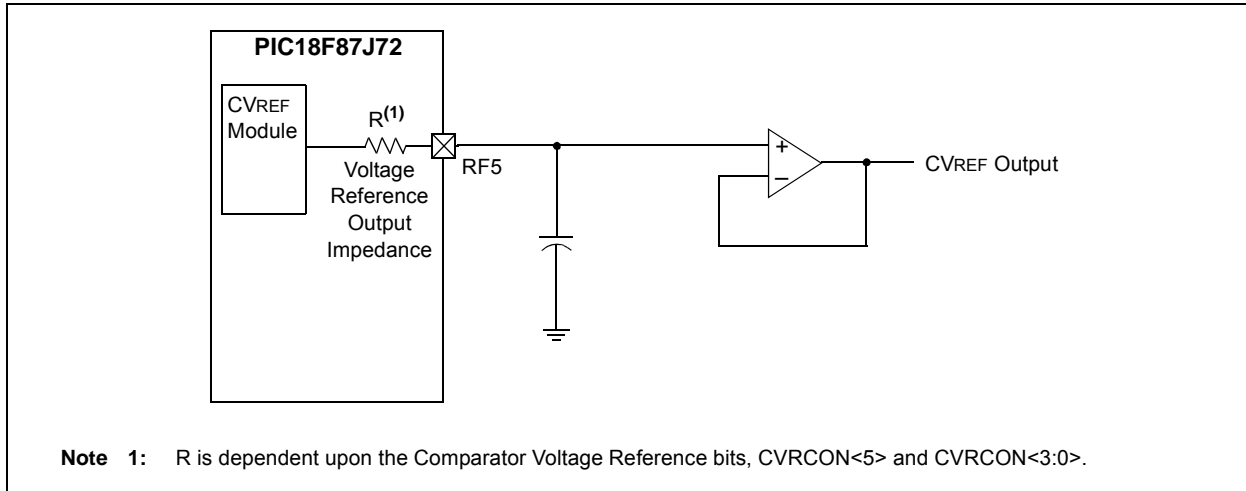 PIC18F87J72
CVREF
Module
R(1)
Voltage
Reference
Output
Impedance
RF5
+
–
CVREF Output
Note 1: R is dependent upon the Comparator Voltage Reference bits, CVRCON<5> and CVRCON<3:0>.